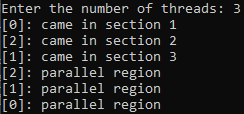 Enter the number of threads: 3
[0]: came in section 1
[2]: came in section 2
[1]: came in section 3
[2]: parallel region
[1]: parallel region
[0]: parallel region